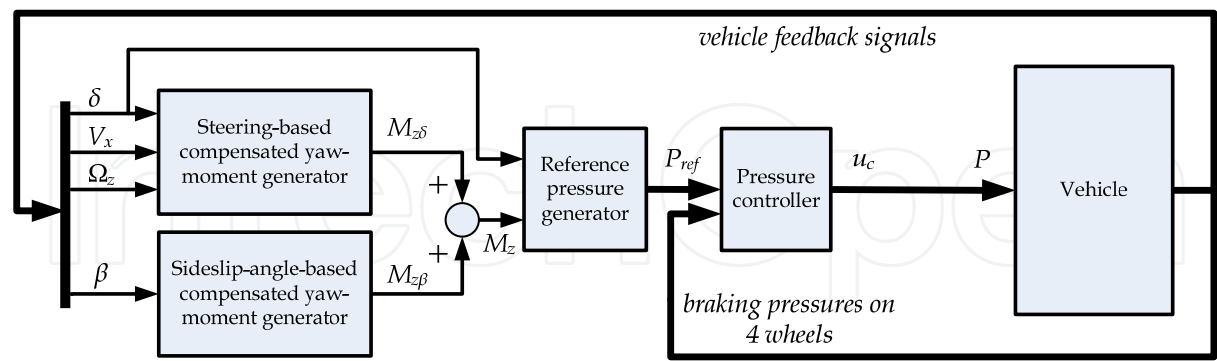 vehicle feedback signals
δ
V_x
Ω_z
Steering-based
compensated yaw-
moment generator
M_zδ
+
+
M_z
β
Sideslip-angle-based
compensated yaw-
moment generator
M_zβ
Reference
pressure
generator
P_ref
Pressure
controller
u_c
P
Vehicle
braking pressures on
4 wheels
InTechOpen